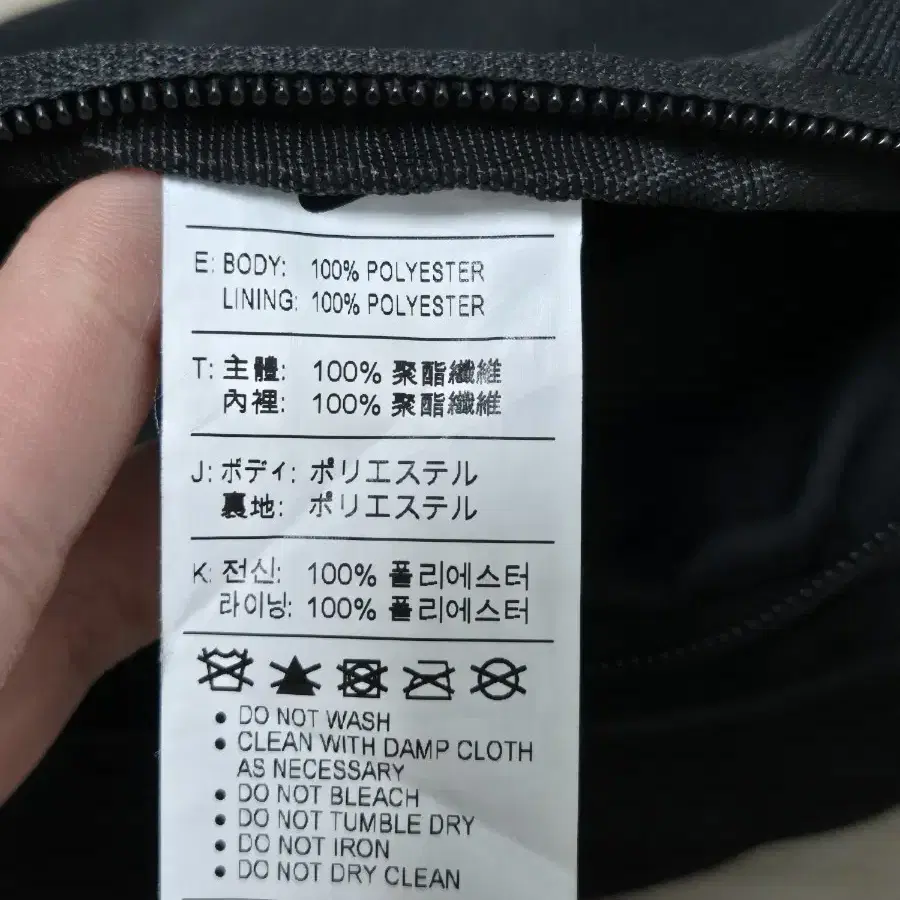 E: BODY: 100% POLYESTER
LINING: 100% POLYESTER
T: 主體: 100% 聚酯纖維
內裡: 100% 聚酯纖維
J: ボディ: ポリエステル
裏地: ポリエステル
K: 전신: 100% 폴리에스터
라이닝: 100% 폴리에스터
• DO NOT WASH
• CLEAN WITH DAMP CLOTH
AS NECESSARY
• DO NOT BLEACH
• DO NOT TUMBLE DRY
• DO NOT IRON
• DO NOT DRY CLEAN